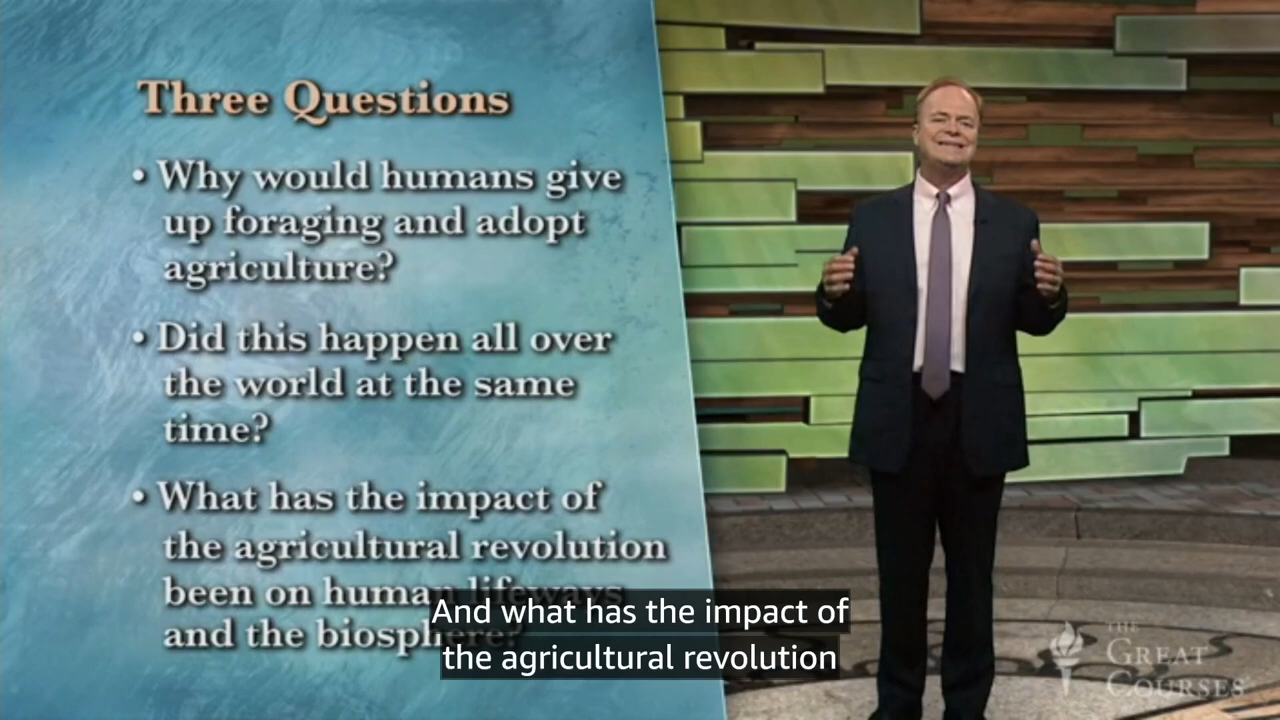 Three Questions
• Why would humans give
up foraging and adopt
agriculture?
• Did this happen all over
the world at the same
time?
• What has the impact of
the agricultural revolution
been on human lifeways
and the biosphere?
And what has the impact of
the agricultural revolution
THE
GREAT
COURSES